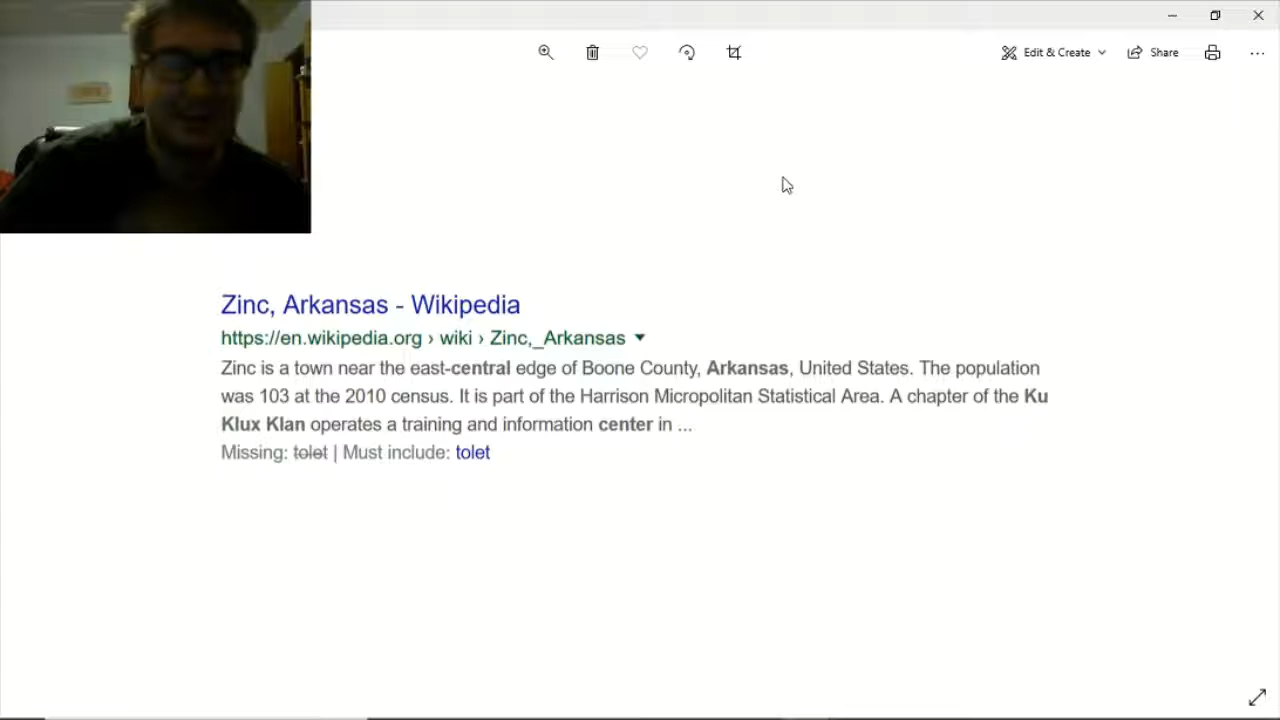 Edit & Create
Share
Zinc, Arkansas - Wikipedia
https://en.wikipedia.org › wiki › Zinc,_Arkansas
Zinc is a town near the east-central edge of Boone County, Arkansas, United States. The population
was 103 at the 2010 census. It is part of the Harrison Micropolitan Statistical Area. A chapter of the Ku
Klux Klan operates a training and information center in ...
Missing: tolet | Must include: tolet